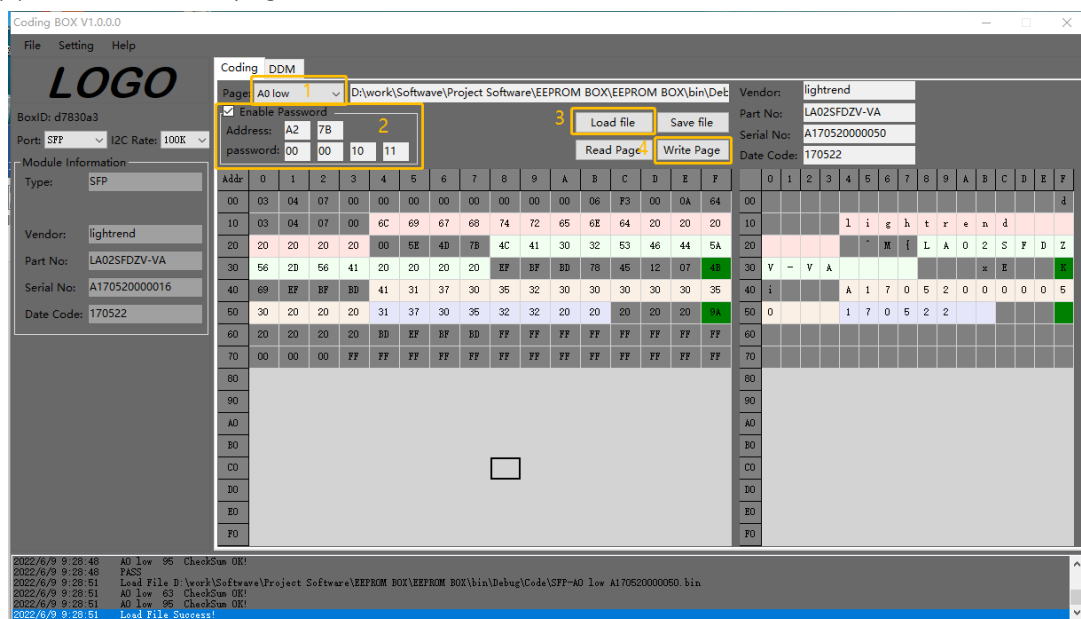 Coding BOX V1.0.0.0
File Setting Help
LOGO
BoxID: d7830a3
Port: SFP I2C Rate: 100K
Module Information
Type: SFP
Vendor: lightrend
Part No: LA02SFDZV-VA
Serial No: A170520000016
Date Code: 170522
Coding DDM
Page: A0 low 1 D:\work\Softwave\Project Software\EEPROM BOX\EEPROM BOX\bin\Deb
Enable Password
Address: A2 7B 2
password: 00 00 10 11
3 Load file Save file
Read Page 4 Write Page
Vendor: lightrend
Part No: LA02SFDZV-VA
Serial No: A170520000050
Date Code: 170522
Addr 0 1 2 3 4 5 6 7 8 9 A B C D E F
00 03 04 07 00 00 00 00 00 00 00 00 06 F3 00 0A 64
10 03 04 07 00 6C 69 67 68 74 72 65 6E 64 20 20 20
20 20 20 20 20 00 5E 4D 7B 4C 41 30 32 53 46 44 5A
30 56 2D 56 41 20 20 20 20 EF BF BD 78 45 12 07 4B
40 69 EF BF BD 41 31 37 30 35 32 30 30 30 30 30 35
50 30 20 20 20 31 37 30 35 32 32 20 20 20 20 20 9A
60 20 20 20 20 BD EF BF BD FF FF FF FF FF FF FF FF
70 00 00 00 FF FF FF FF FF FF FF FF FF FF FF FF FF
80
90
A0
B0
C0
D0
E0
F0
0 1 2 3 4 5 6 7 8 9 A B C D E F
00 d
10 l i g h t r e n d
20 ^ M { L A 0 2 S F D Z
30 V - V A x E K
40 i A 1 7 0 5 2 0 0 0 0 0 5
50 0 1 7 0 5 2 2
60
70
80
90
A0
B0
C0
D0
E0
F0
2022/6/9 9:28:48 A0 low 95 CheckSum OK!
2022/6/9 9:28:48 PASS
2022/6/9 9:28:51 Load File D:\work\Softwave\Project Software\EEPROM BOX\EEPROM BOX\bin\Debug\Code\SFP-A0 low A170520000050.bin
2022/6/9 9:28:51 A0 low 63 CheckSum OK!
2022/6/9 9:28:51 A0 low 95 CheckSum OK!
2022/6/9 9:28:51 Load File Success!